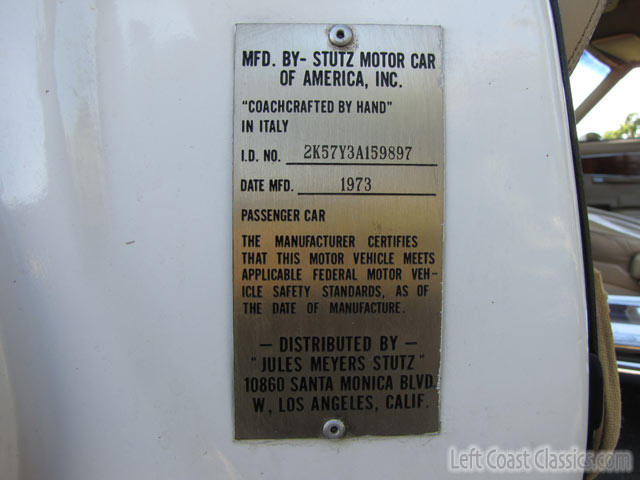 MFD. BY- STUTZ MOTOR CAR
OF AMERICA, INC.
"COACHCRAFTED BY HAND"
IN ITALY
I.D. NO. 2K57Y3A159897
DATE MFD. 1973
PASSENGER CAR
THE MANUFACTURER CERTIFIES
THAT THIS MOTOR VEHICLE MEETS
APPLICABLE FEDERAL MOTOR VEH-
ICLE SAFETY STANDARDS, AS OF
THE DATE OF MANUFACTURE.
— DISTRIBUTED BY —
"JULES MEYERS STUTZ"
10860 SANTA MONICA BLVD.
W, LOS ANGELES, CALIF.
Left Coast Classics.com